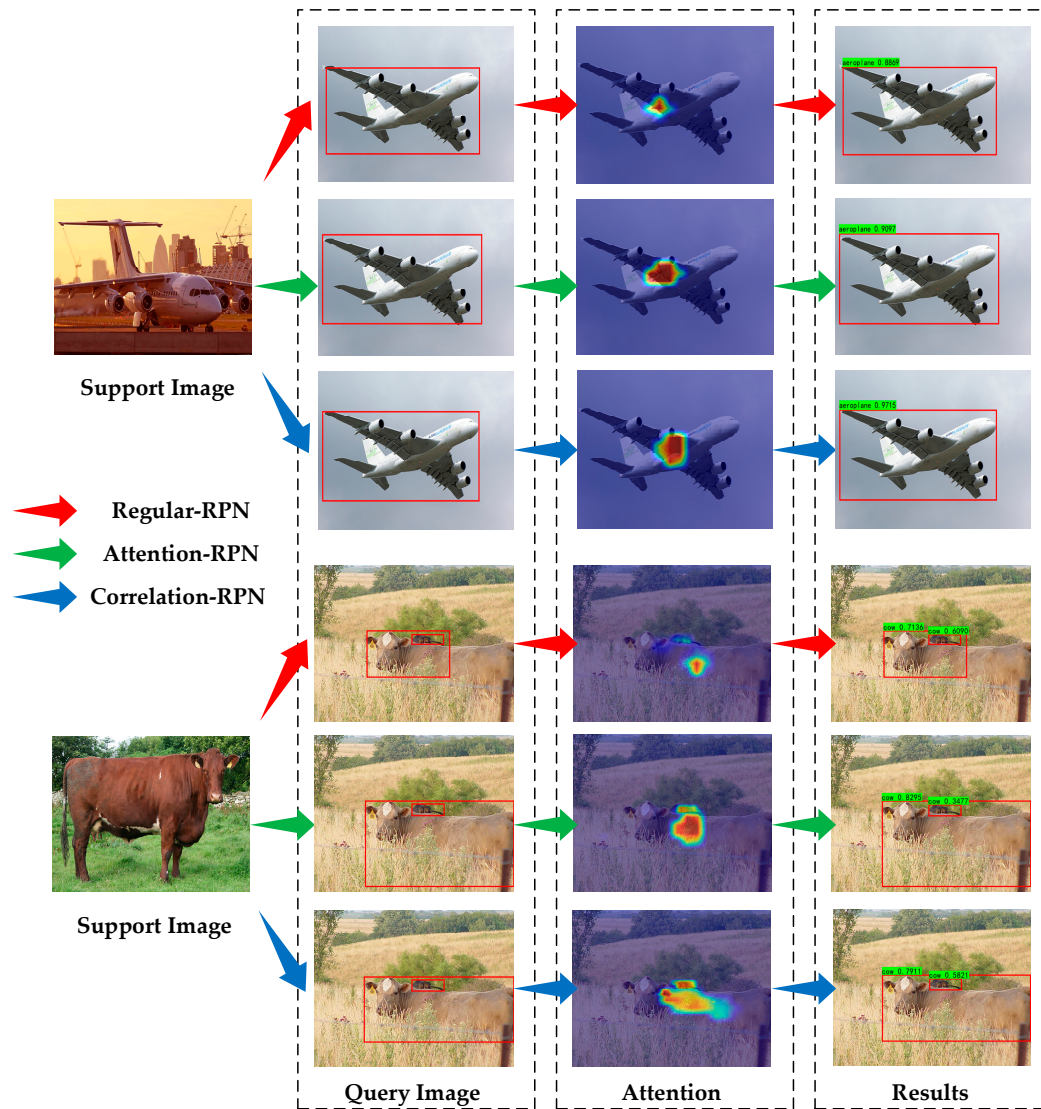 aeroplane 0.8869
aeroplane 0.9097
Support Image
aeroplane 0.9715
Regular-RPN
Attention-RPN
Correlation-RPN
cow 0.7136
cow 0.6090
cow 0.8295
cow 0.3477
Support Image
cow 0.7911
cow 0.5821
Query Image
Attention
Results